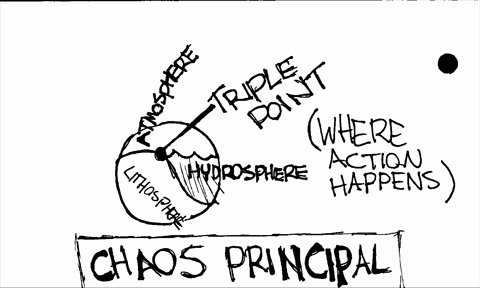 ATMOSPHERE
TRIPLE
POINT
(WHERE
ACTION
HAPPENS)
HYDROSPHERE
LITHOSPHERE
CHAOS PRINCIPAL